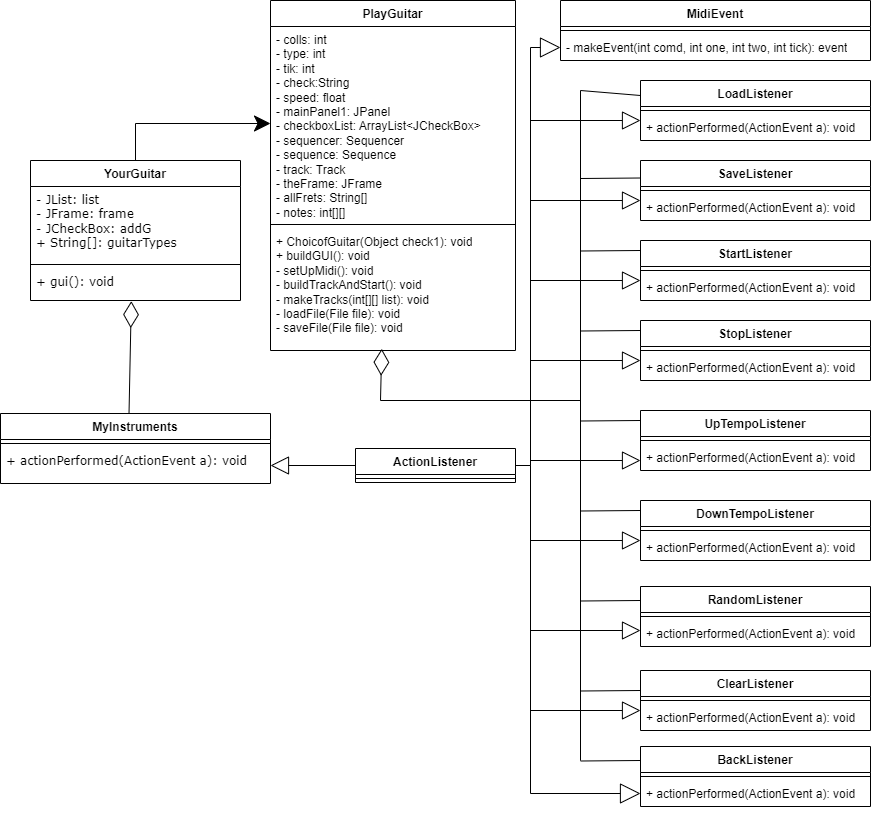 PlayGuitar
- colls: int
- type: int
- tik: int
- check:String
- speed: float
- mainPanel1: JPanel
- checkboxList: ArrayList<JCheckBox>
- sequencer: Sequencer
- sequence: Sequence
- track: Track
- theFrame: JFrame
- allFrets: String[]
- notes: int[][]
+ ChoicofGuitar(Object check1): void
+ buildGUI(): void
- setUpMidi(): void
- buildTrackAndStart(): void
- makeTracks(int[][] list): void
- loadFile(File file): void
- saveFile(File file): void
YourGuitar
- JList: list
- JFrame: frame
- JCheckBox: addG
+ String[]: guitarTypes
+ gui(): void
MyInstruments
+ actionPerformed(ActionEvent a): void
ActionListener
MidiEvent
- makeEvent(int comd, int one, int two, int tick): event
LoadListener
+ actionPerformed(ActionEvent a): void
SaveListener
+ actionPerformed(ActionEvent a): void
StartListener
+ actionPerformed(ActionEvent a): void
StopListener
+ actionPerformed(ActionEvent a): void
UpTempoListener
+ actionPerformed(ActionEvent a): void
DownTempoListener
+ actionPerformed(ActionEvent a): void
RandomListener
+ actionPerformed(ActionEvent a): void
ClearListener
+ actionPerformed(ActionEvent a): void
BackListener
+ actionPerformed(ActionEvent a): void